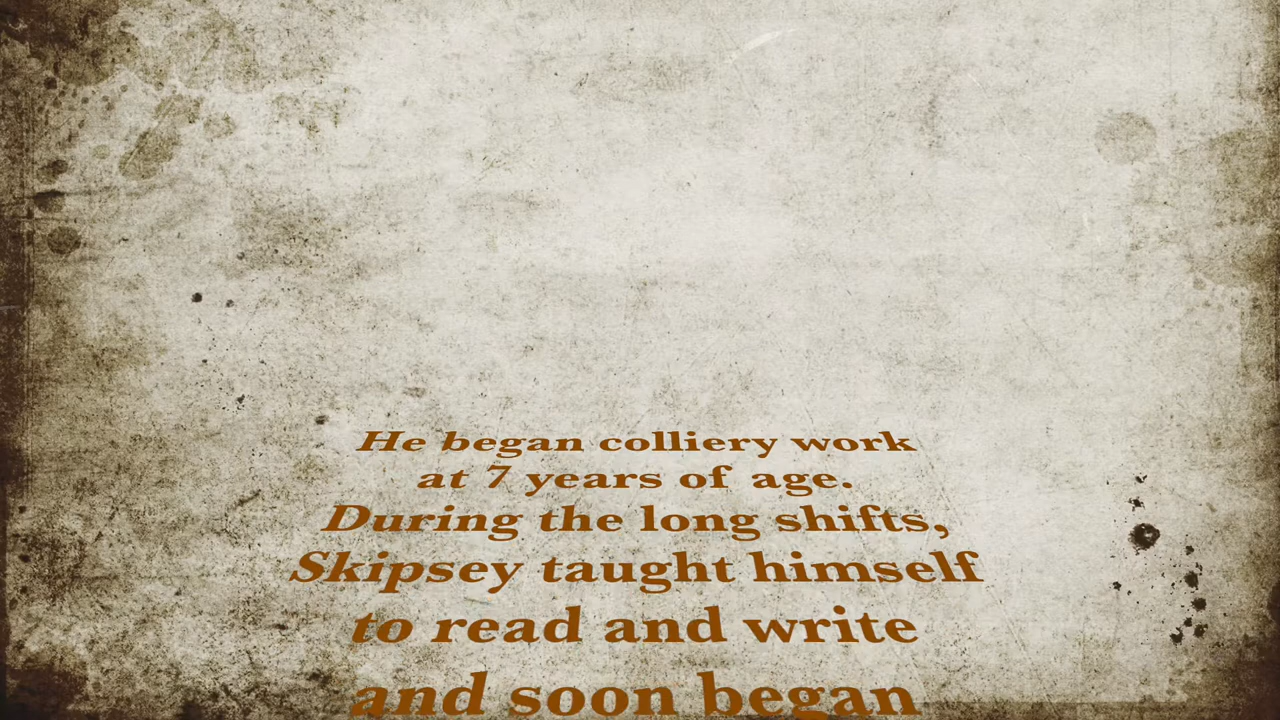 He began colliery work
at 7 years of age.
During the long shifts,
Skipsey taught himself
to read and write
and soon began